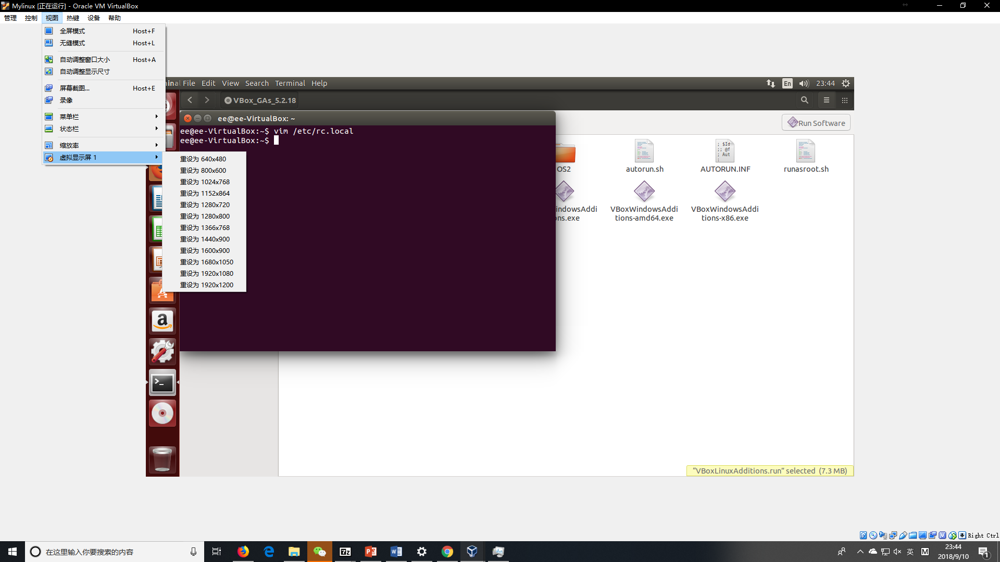 Mylinux [正在运行] - Oracle VM VirtualBox
管理 控制 视图 热键 设备 帮助
全屏模式 Host+F
无缝模式 Host+L
自动调整窗口大小 Host+A
自动调整显示尺寸
屏幕截图... Host+E
录像
菜单栏
状态栏
缩放率
虚拟显示屏 1
重设为 640x480
重设为 800x600
重设为 1024x768
重设为 1152x864
重设为 1280x720
重设为 1280x800
重设为 1366x768
重设为 1440x900
重设为 1600x900
重设为 1680x1050
重设为 1920x1080
重设为 1920x1200
inal File Edit View Search Terminal Help
En 23:44
VBox_GAs_5.2.18
ee@ee-VirtualBox: ~
ee@ee-VirtualBox:~$ vim /etc/rc.local
ee@ee-VirtualBox:~$
Run Software
; $Id
;; @f
; Aut
;
OS2 autorun.sh AUTORUN.INF runasroot.sh
indowsAddi VBoxWindowsAddi VBoxWindowsAddi
ons.exe tions-amd64.exe tions-x86.exe
“VBoxLinuxAdditions.run” selected (7.3 MB)
Right Ctrl
在这里输入你要搜索的内容
7z
英 M
23:44
2018/9/10
1